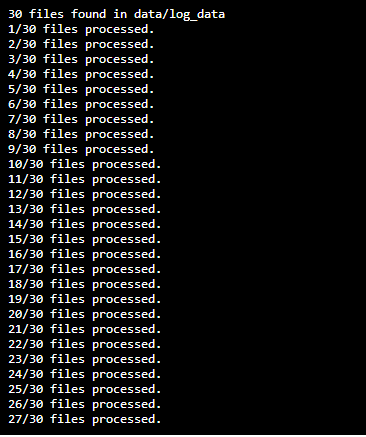 30 files found in data/log_data
1/30 files processed.
2/30 files processed.
3/30 files processed.
4/30 files processed.
5/30 files processed.
6/30 files processed.
7/30 files processed.
8/30 files processed.
9/30 files processed.
10/30 files processed.
11/30 files processed.
12/30 files processed.
13/30 files processed.
14/30 files processed.
15/30 files processed.
16/30 files processed.
17/30 files processed.
18/30 files processed.
19/30 files processed.
20/30 files processed.
21/30 files processed.
22/30 files processed.
23/30 files processed.
24/30 files processed.
25/30 files processed.
26/30 files processed.
27/30 files processed.